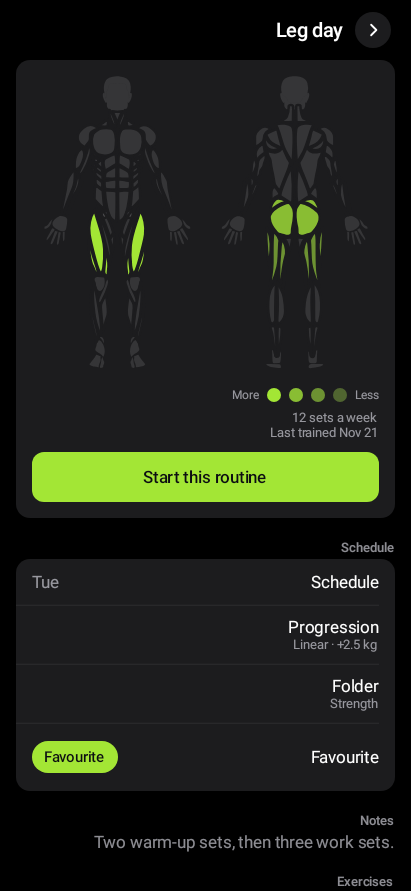 Leg day
More
Less
12 sets a week
Last trained Nov 21
Start this routine
Schedule
Schedule
Tue
Progression
Linear · +2.5 kg
Folder
Strength
Favourite
Favourite
Notes
Two warm-up sets, then three work sets.
Exercises